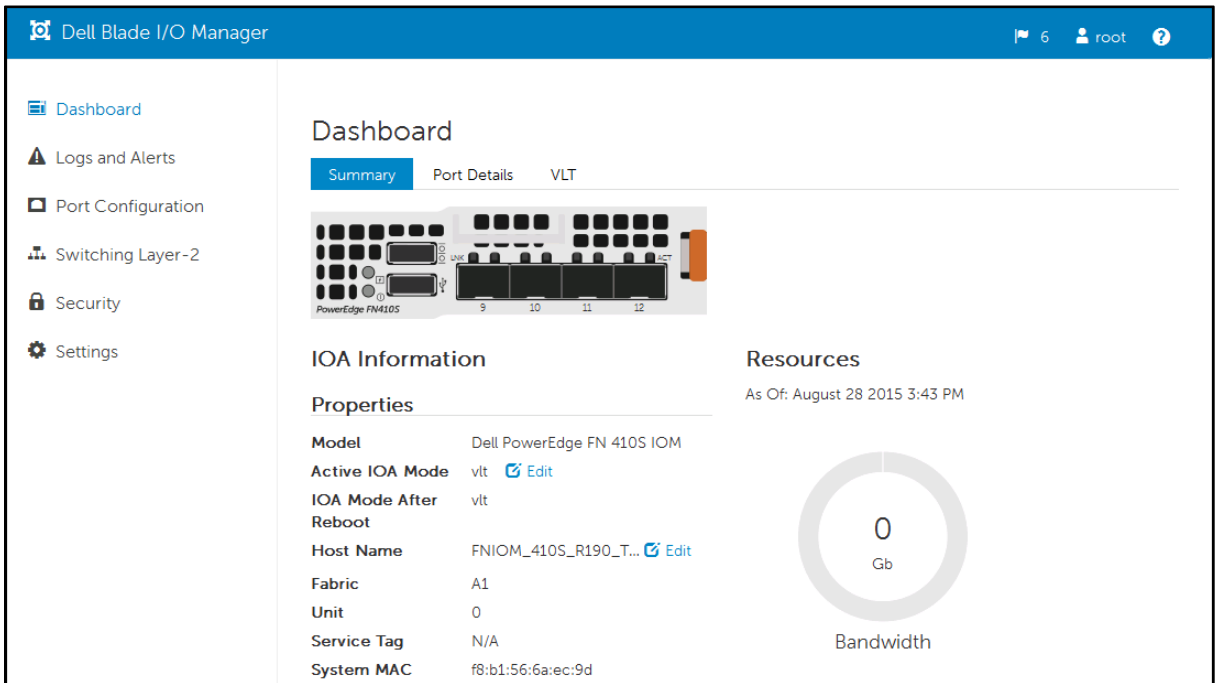 Dell Blade I/O Manager
6 root ?
Dashboard
Logs and Alerts
Port Configuration
Switching Layer-2
Security
Settings
Dashboard
Summary Port Details VLT
LNK ACT
9 10 11 12
PowerEdge FN410S
IOA Information
Properties
Model Dell PowerEdge FN 410S IOM
Active IOA Mode vlt Edit
IOA Mode After Reboot vlt
Host Name FNIOM_410S_R190_T... Edit
Fabric A1
Unit 0
Service Tag N/A
System MAC f8:b1:56:6a:ec:9d
Resources
As Of: August 28 2015 3:43 PM
0
Gb
Bandwidth